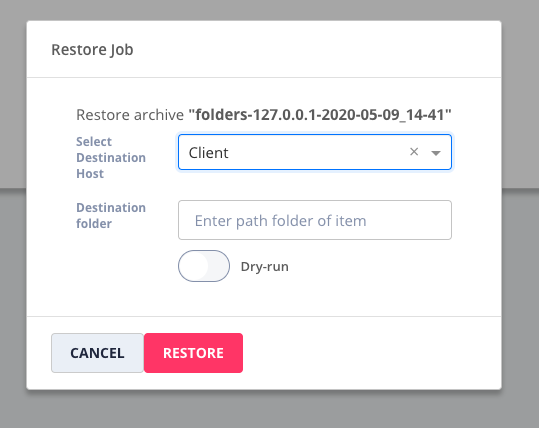 Restore Job
Restore archive "folders-127.0.0.1-2020-05-09_14-41"
Select
Destination
Host
Client ×
Destination
folder
Enter path folder of item
Dry-run
CANCEL RESTORE